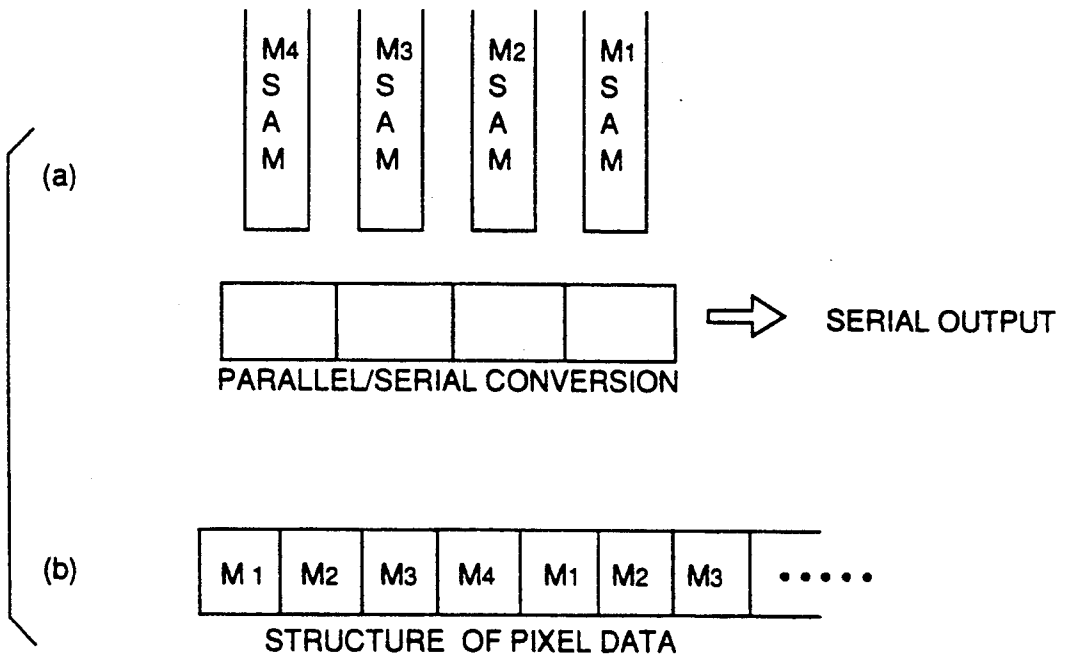 M4 M3 M2 M1
S S S S
A A A A
M M M M
(a)
SERIAL OUTPUT
PARALLEL/SERIAL CONVERSION
(b)
M 1 M2 M3 M4 M1 M2 M3 •••••
STRUCTURE OF PIXEL DATA